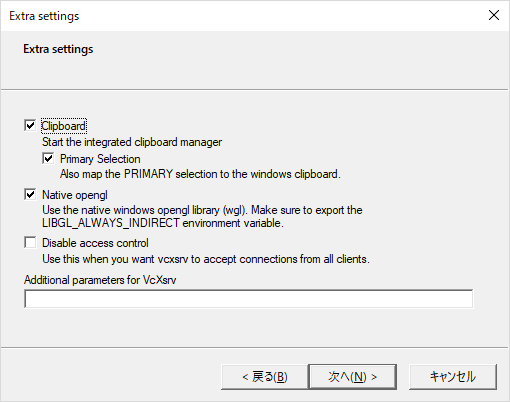 Extra settings
Extra settings
Clipboard
Start the integrated clipboard manager
Primary Selection
Also map the PRIMARY selection to the windows clipboard.
Native opengl
Use the native windows opengl library (wgl). Make sure to export the
LIBGL_ALWAYS_INDIRECT environment variable.
Disable access control
Use this when you want vcxsrv to accept connections from all clients.
Additional parameters for VcXsrv
< 戻る(B) 次へ(N) > キャンセル